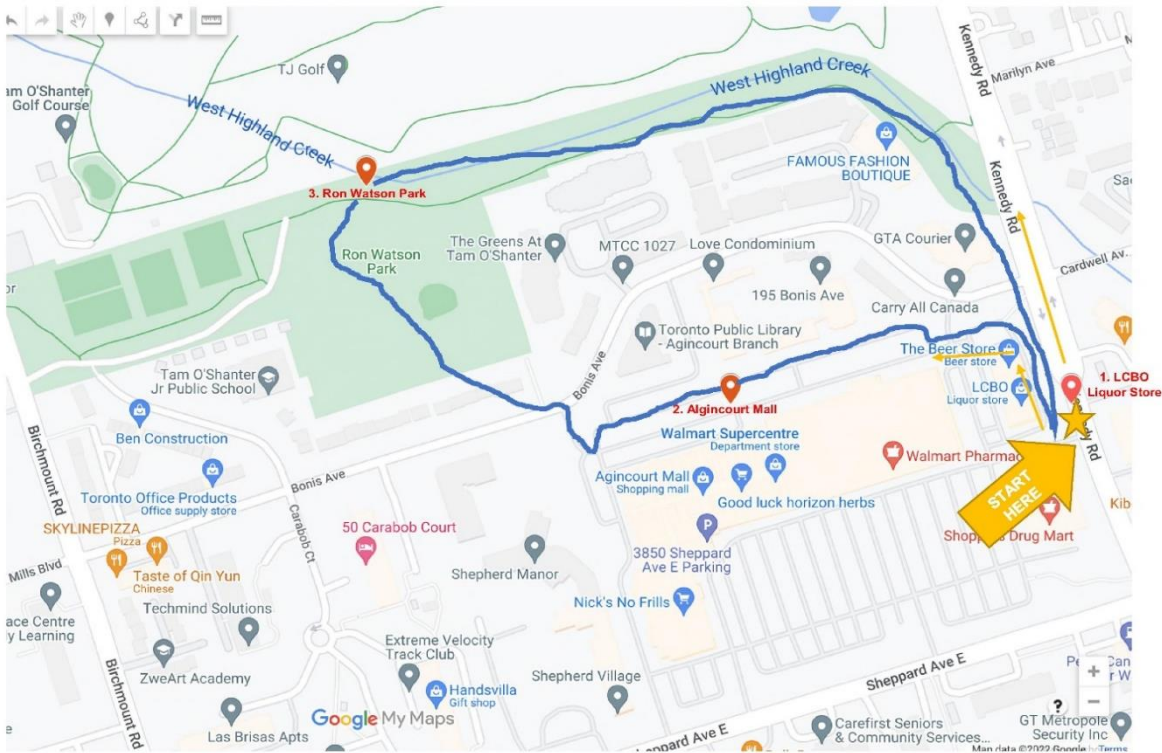 TJ Golf
am O'Shanter
Golf Course
West Highland Creek
West Highland Creek
Kennedy Rd
Marilyn Ave
FAMOUS FASHION
BOUTIQUE
Kennedy Rd
3. Ron Watson Park
Ron Watson
Park
The Greens At
Tam O'Shanter
MTCC 1027
Love Condominium
GTA Courier
Cardwell Av...
195 Bonis Ave
Carry All Canada
Toronto Public Library
- Agincourt Branch
The Beer Store
Beer store
Bonis Ave
Tam O'Shanter
Jr Public School
2. Algincourt Mall
LCBO
Liquor store
1. LCBO
Liquor Store
Ben Construction
Walmart Supercentre
Department store
Walmart Pharmac
START
HERE
Birchmount Rd
Bonis Ave
Agincourt Mall
Shopping mall
Good luck horizon herbs
Toronto Office Products
Office supply store
Carabob Ct
50 Carabob Court
P
3850 Sheppard
Ave E Parking
Drug Mart
Kib
SKYLINEPIZZA
Pizza
Taste of Qin Yun
Chinese
Mills Blvd
Shepherd Manor
Nick's No Frills
Techmind Solutions
ace Centre
ly Learning
Extreme Velocity
Track Club
ZweArt Academy
Birchmount Rd
Handsvilla
Gift shop
Shepherd Village
Sheppard Ave E
Google My Maps
Las Brisas Apts
Carefirst Seniors
& Community Services...
GT Metropole
Security Inc
+
−
?
Map data ©2022 Google
Terms